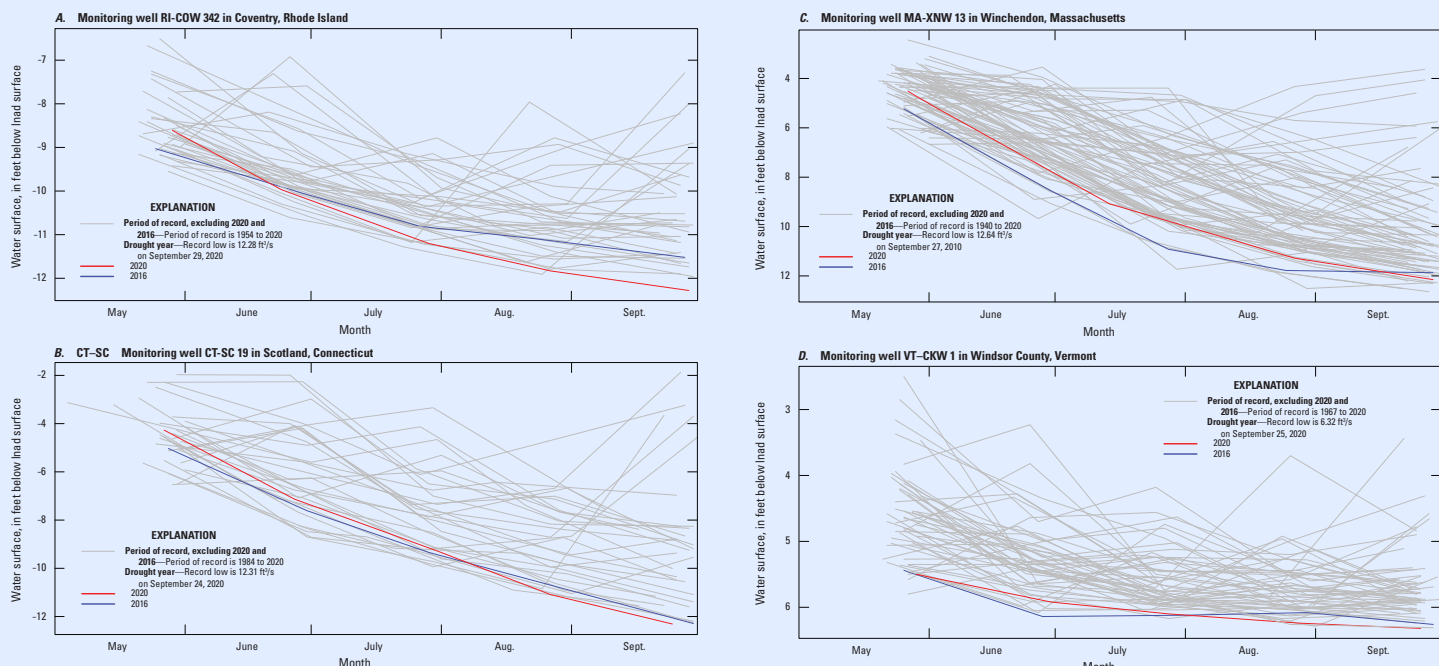 A. Monitoring well RI-COW 342 in Coventry, Rhode Island
Water surface, in feet below lnad surface
-7
-8
-9
-10
-11
-12
EXPLANATION
Period of record, excluding 2020 and
2016—Period of record is 1954 to 2020
Drought year—Record low is 12.28 ft³/s
on September 29, 2020
2020
2016
May
June
July
Aug.
Sept.
Month
B. CT–SC Monitoring well CT-SC 19 in Scotland, Connecticut
Water surface, in feet below lnad surface
-2
-4
-6
-8
-10
-12
EXPLANATION
Period of record, excluding 2020 and
2016—Period of record is 1984 to 2020
Drought year—Record low is 12.31 ft³/s
on September 24, 2020
2020
2016
May
June
July
Aug.
Sept.
Month
C. Monitoring well MA-XNW 13 in Winchendon, Massachusetts
Water surface, in feet below lnad surface
4
6
8
10
12
EXPLANATION
Period of record, excluding 2020 and
2016—Period of record is 1940 to 2020
Drought year—Record low is 12.64 ft³/s
on September 27, 2010
2020
2016
May
June
July
Aug.
Sept.
Month
D. Monitoring well VT–CKW 1 in Windsor County, Vermont
Water surface, in feet below lnad surface
3
4
5
6
EXPLANATION
Period of record, excluding 2020 and
2016—Period of record is 1967 to 2020
Drought year—Record low is 6.32 ft³/s
on September 25, 2020
2020
2016
May
June
July
Aug.
Sept.
Month